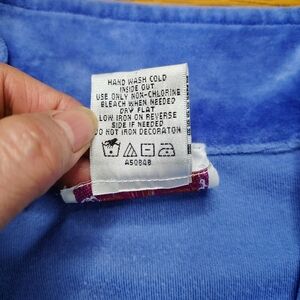 HAND WASH COLD
INSIDE OUT
USE ONLY NON-CHLORINE
BLEACH WHEN NEEDED
DRY FLAT
LOW IRON ON REVERSE
SIDE IF NEEDED
DO NOT IRON DECORATON
A50848